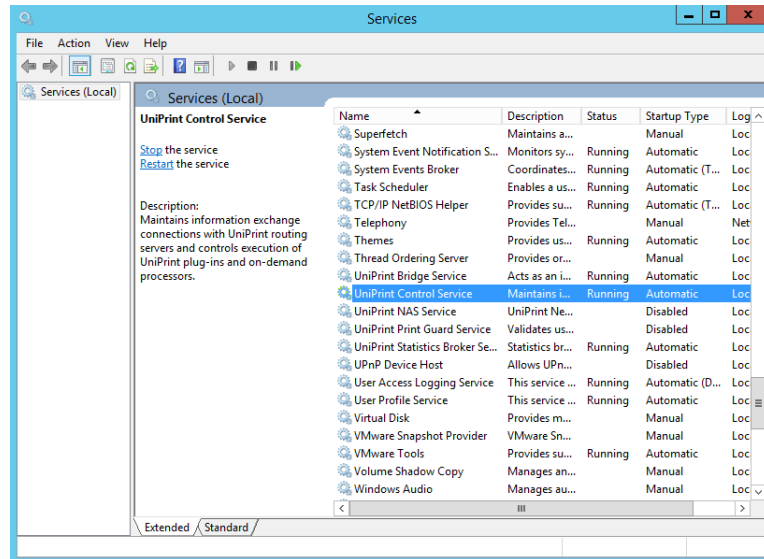 Services
File Action View Help
Services (Local)
Services (Local)
UniPrint Control Service
Stop the service
Restart the service
Description:
Maintains information exchange
connections with UniPrint routing
servers and controls execution of
UniPrint plug-ins and on-demand
processors.
Name Description Status Startup Type Log
Superfetch Maintains a... Manual Loc
System Event Notification S... Monitors sy... Running Automatic Loc
System Events Broker Coordinates... Running Automatic (T... Loc
Task Scheduler Enables a us... Running Automatic Loc
TCP/IP NetBIOS Helper Provides su... Running Automatic (T... Loc
Telephony Provides Tel... Manual Net
Themes Provides us... Running Automatic Loc
Thread Ordering Server Provides or... Manual Loc
UniPrint Bridge Service Acts as an i... Running Automatic Loc
UniPrint Control Service Maintains i... Running Automatic Loc
UniPrint NAS Service UniPrint Ne... Disabled Loc
UniPrint Print Guard Service Validates us... Disabled Loc
UniPrint Statistics Broker Se... Statistics br... Running Automatic Loc
UPnP Device Host Allows UPn... Disabled Loc
User Access Logging Service This service ... Running Automatic (D... Loc
User Profile Service This service ... Running Automatic Loc
Virtual Disk Provides m... Manual Loc
VMware Snapshot Provider VMware Sn... Manual Loc
VMware Tools Provides su... Running Automatic Loc
Volume Shadow Copy Manages an... Manual Loc
Windows Audio Manages au... Manual Loc
Extended Standard